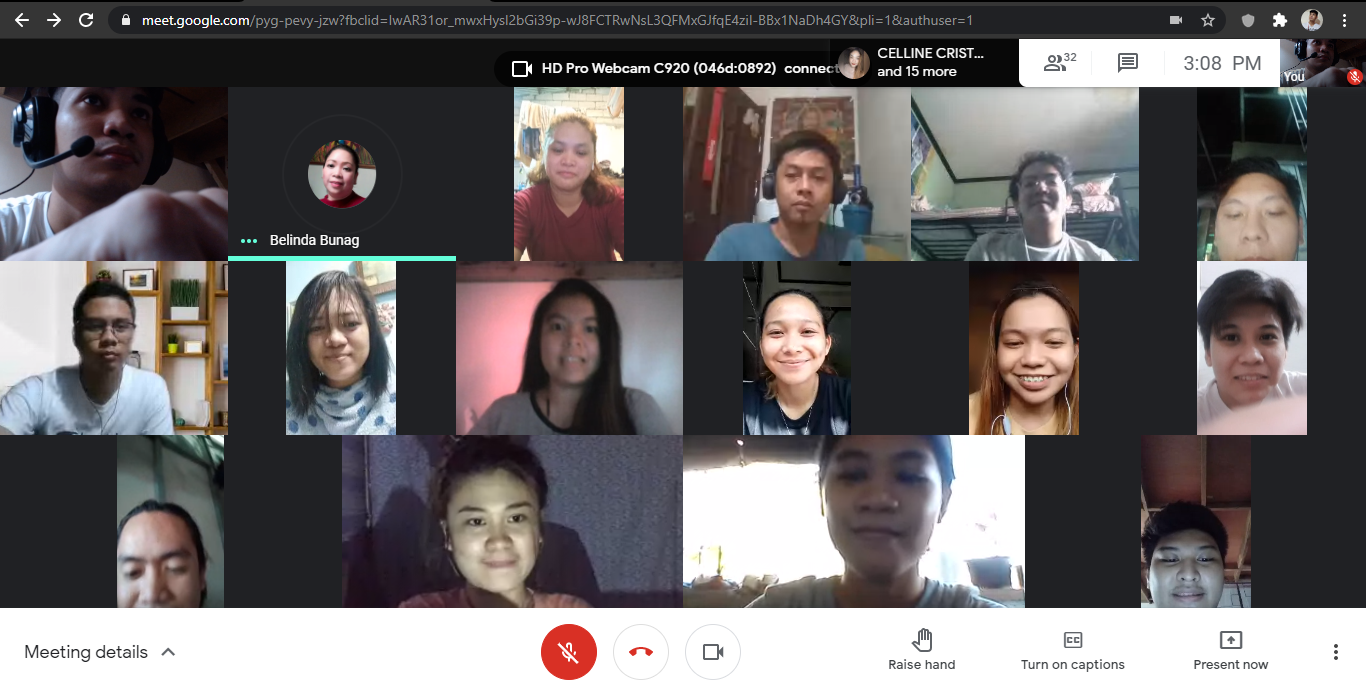 meet.google.com/pyg-pevy-jzw?fbclid=IwAR31or_mwxHysI2bGi39p-wJ8FCTRwNsL3QFMxGJfqE4ziI-BBx1NaDh4GY&pli=1&authuser=1
HD Pro Webcam C920 (046d:0892) connect
CELLINE CRIST...
and 15 more
32
3:08 PM
You
Belinda Bunag
Meeting details
Raise hand
CC
Turn on captions
Present now